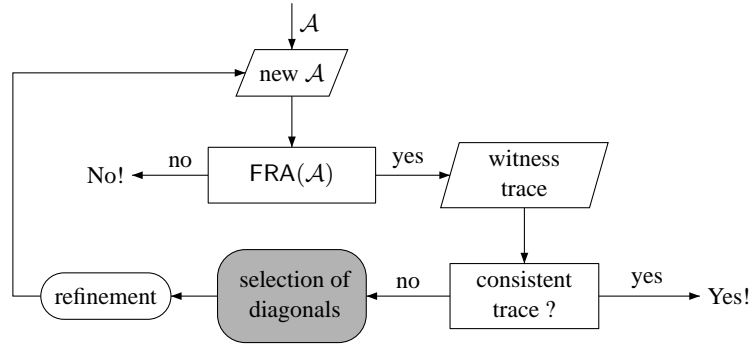 𝒜
new 𝒜
No!
no
FRA(𝒜)
yes
witness
trace
refinement
selection of
diagonals
no
consistent
trace ?
yes
Yes!